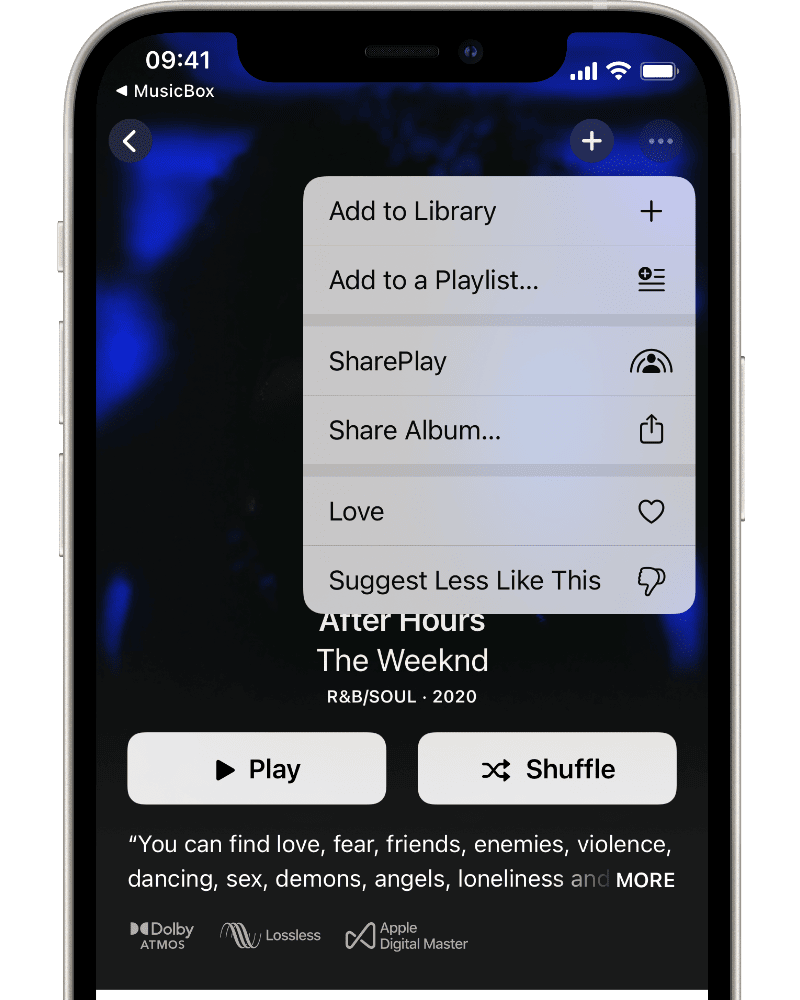 09:41
◀ MusicBox
Add to Library
Add to a Playlist...
SharePlay
Share Album...
Love
Suggest Less Like This
After Hours
The Weeknd
R&B/SOUL · 2020
Play
Shuffle
“You can find love, fear, friends, enemies, violence,
dancing, sex, demons, angels, loneliness and MORE
Dolby
ATMOS
Lossless
Apple
Digital Master